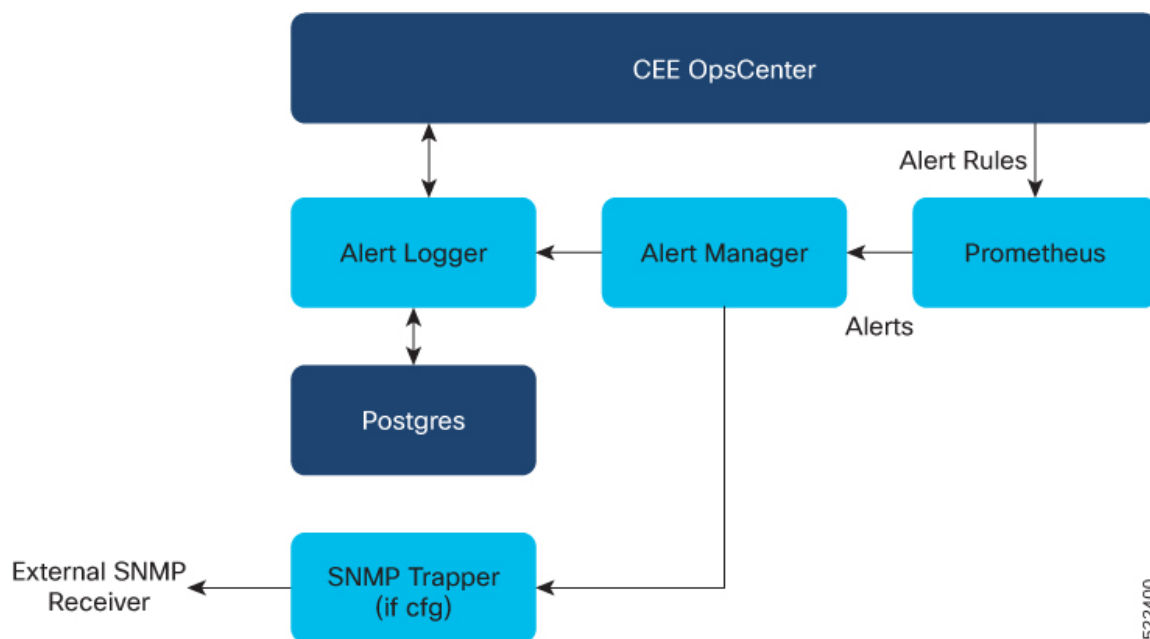 CEE OpsCenter
Alert Rules
Alert Logger
Alert Manager
Prometheus
Alerts
Postgres
External SNMP
Receiver
SNMP Trapper
(if cfg)